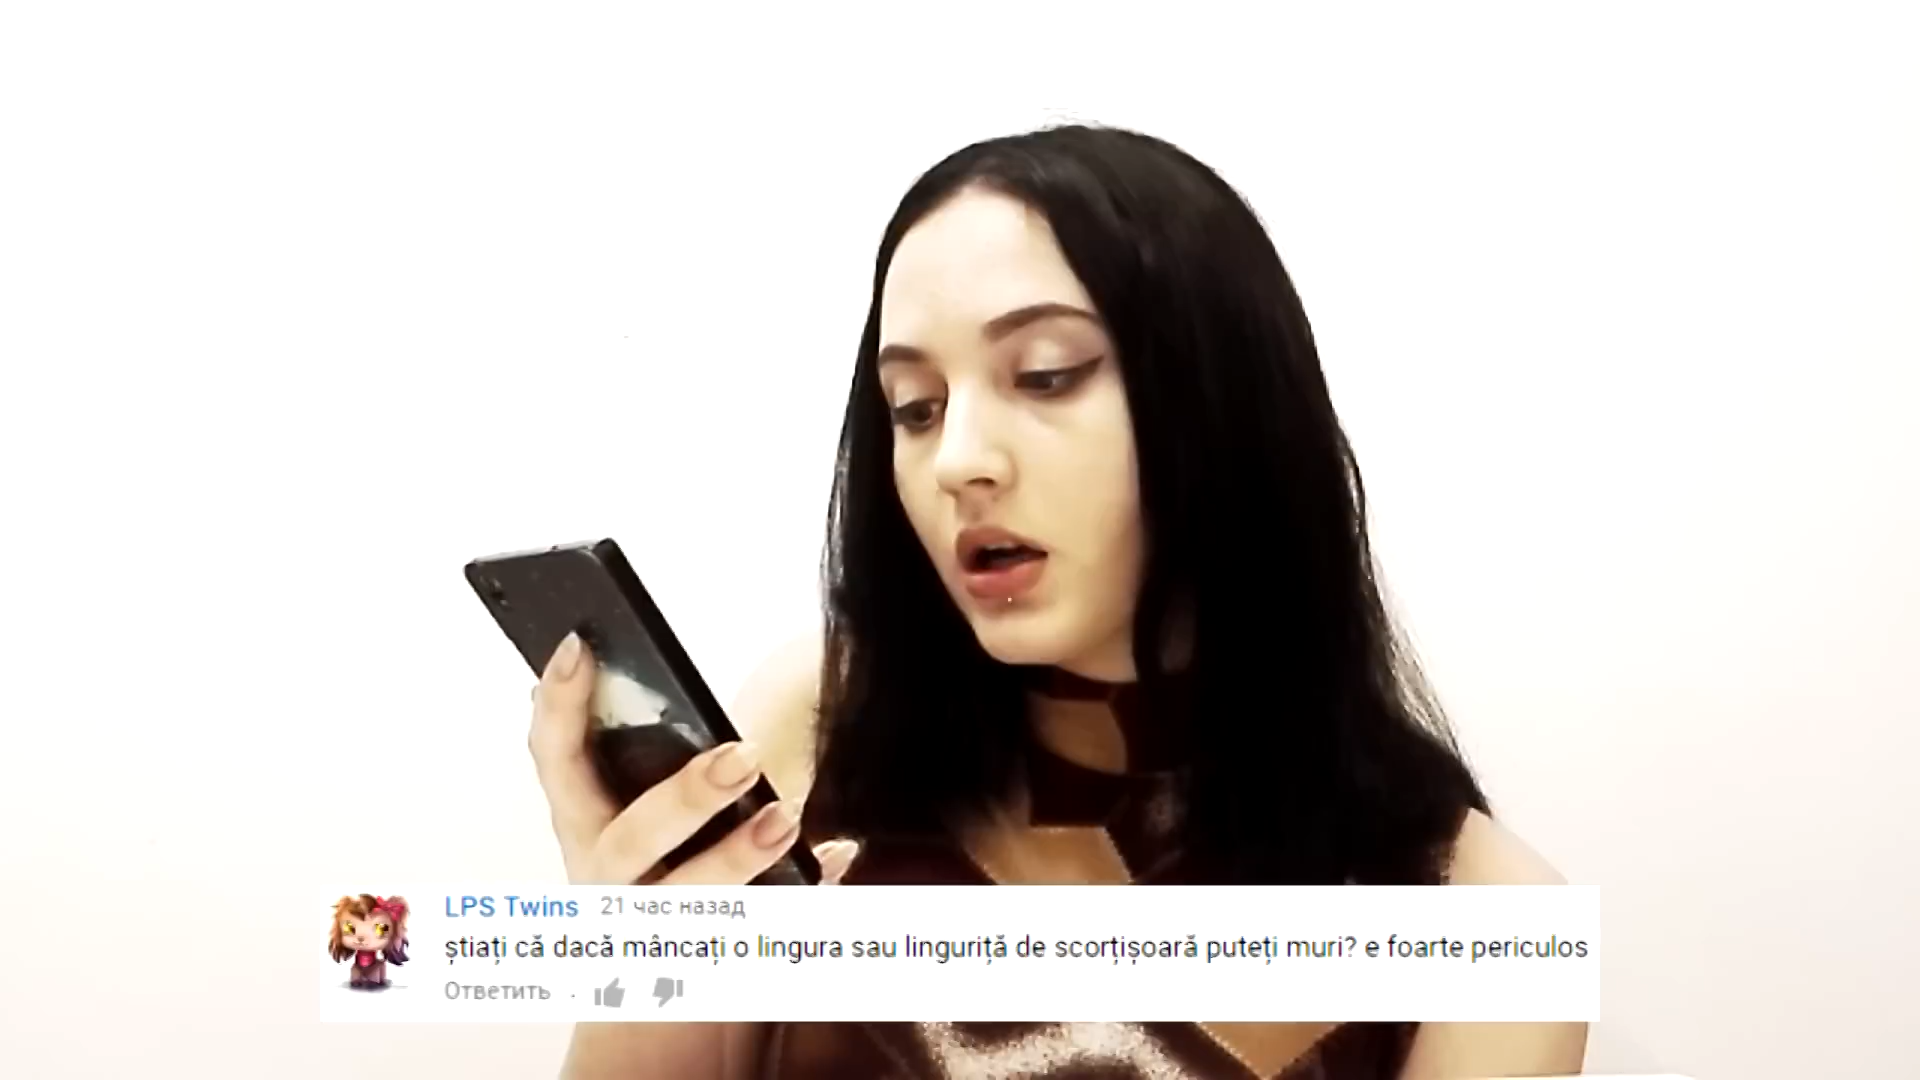 LPS Twins 21 час назад
știați că dacă mâncați o lingura sau linguriță de scorțișoară puteți muri? e foarte periculos
Ответить